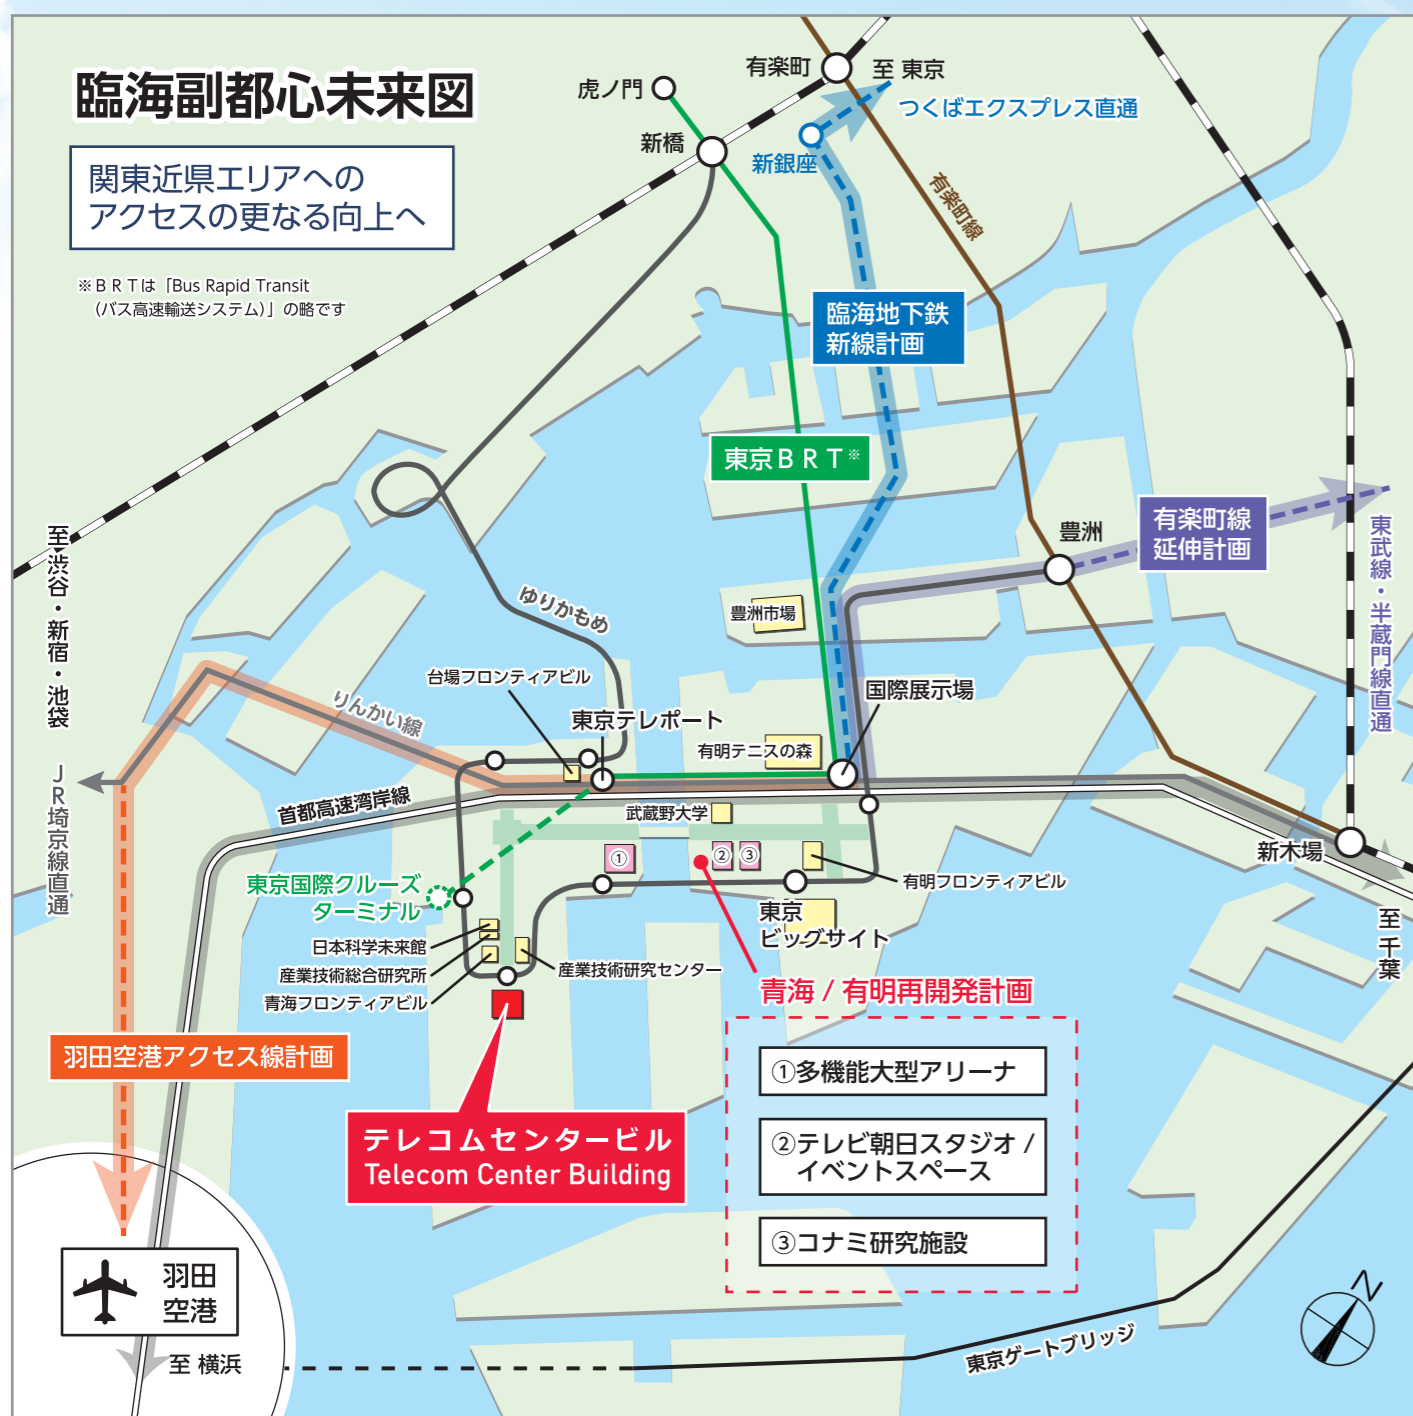 臨海副都心未来図
関東近県エリアへの
アクセスの更なる向上へ
※ＢＲＴは「Bus Rapid Transit
(バス高速輸送システム)」の略です
虎ノ門
新橋
有楽町
至 東京
つくばエクスプレス直通
新銀座
有楽町線
臨海地下鉄
新線計画
東京ＢＲＴ※
豊洲
有楽町線
延伸計画
東武線・半蔵門線直通
豊洲市場
至渋谷・新宿・池袋
ゆりかもめ
台場フロンティアビル
りんかい線
東京テレポート
国際展示場
有明テニスの森
JR埼京線直通
首都高速湾岸線
武蔵野大学
①
②
③
新木場
有明フロンティアビル
東京国際クルーズ
ターミナル
東京
ビッグサイト
至 千葉
日本科学未来館
産業技術総合研究所
青海フロンティアビル
産業技術研究センター
青海 / 有明再開発計画
①多機能大型アリーナ
②テレビ朝日スタジオ /
イベントスペース
③コナミ研究施設
羽田空港アクセス線計画
テレコムセンタービル
Telecom Center Building
羽田
空港
至 横浜
東京ゲートブリッジ
N